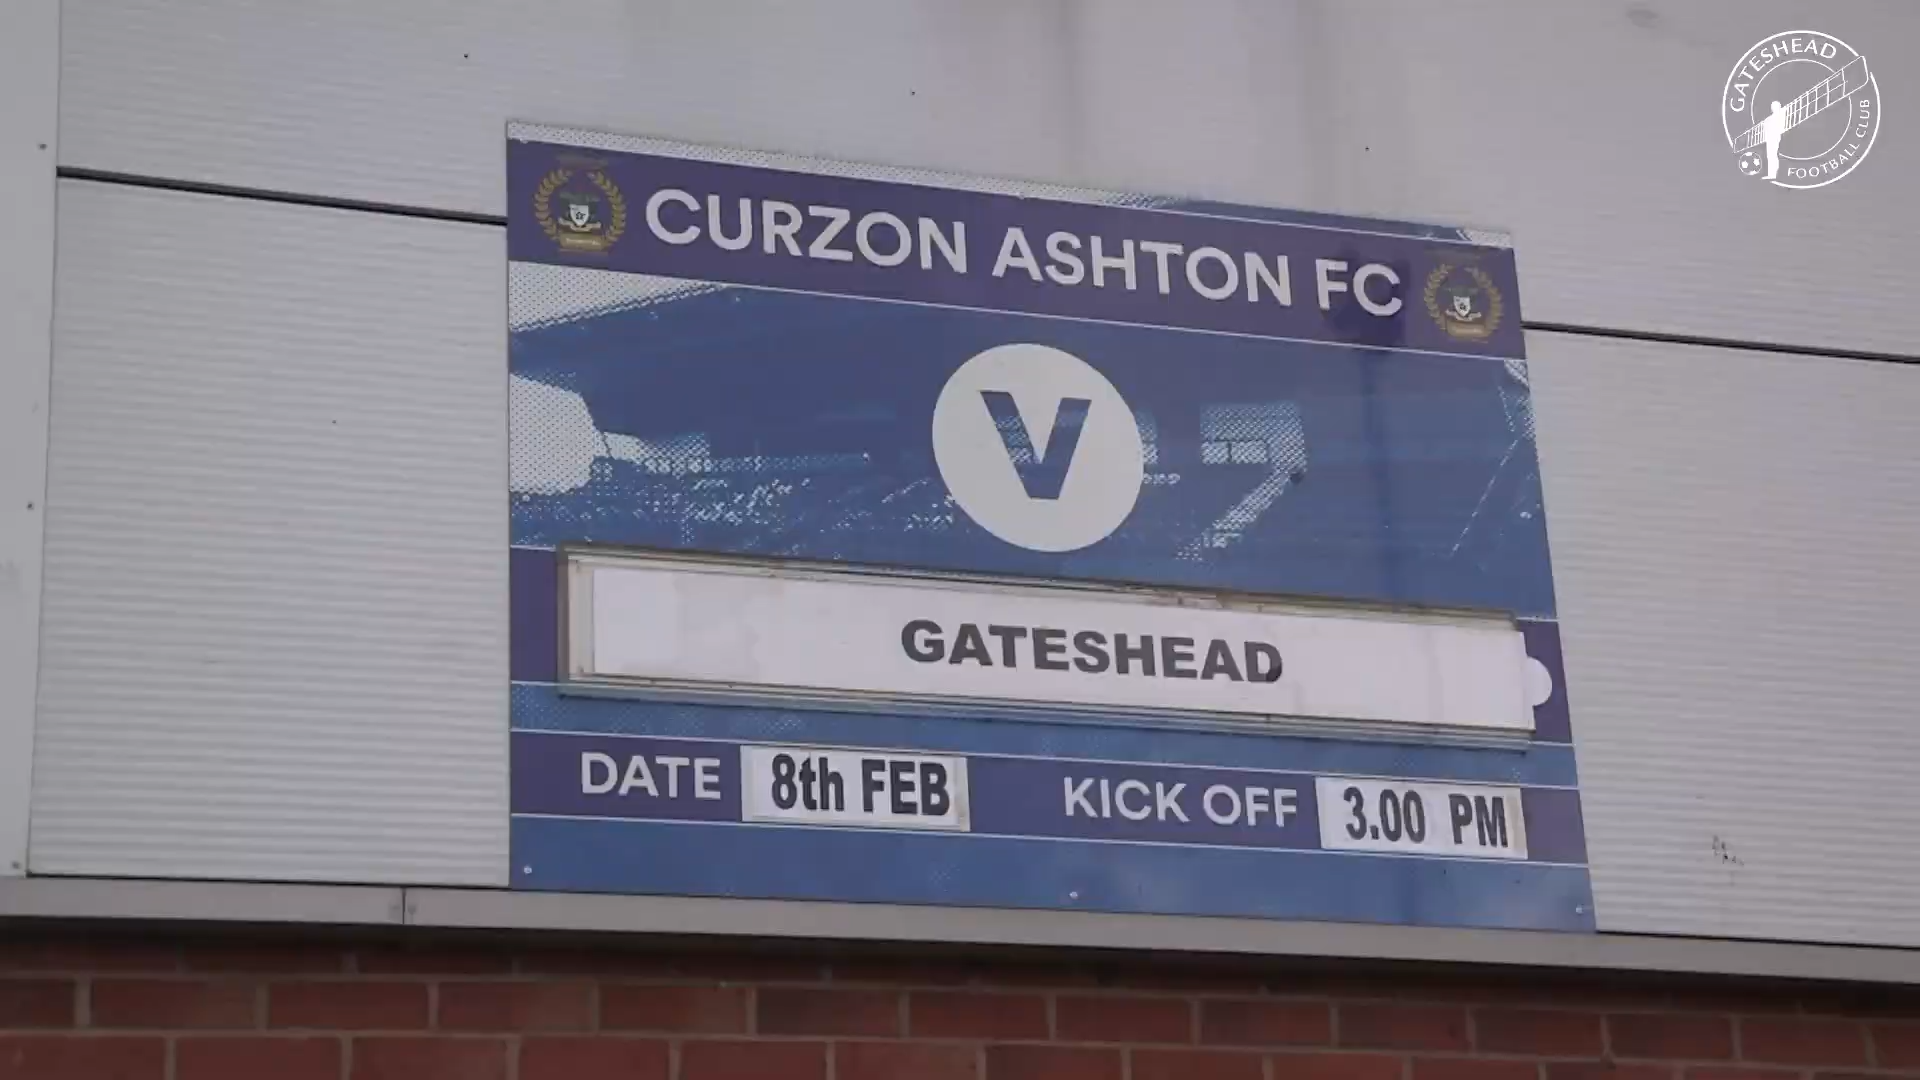 GATESHEAD
FOOTBALL CLUB
CURZON ASHTON FC
V
GATESHEAD
DATE 8th FEB KICK OFF 3.00 PM